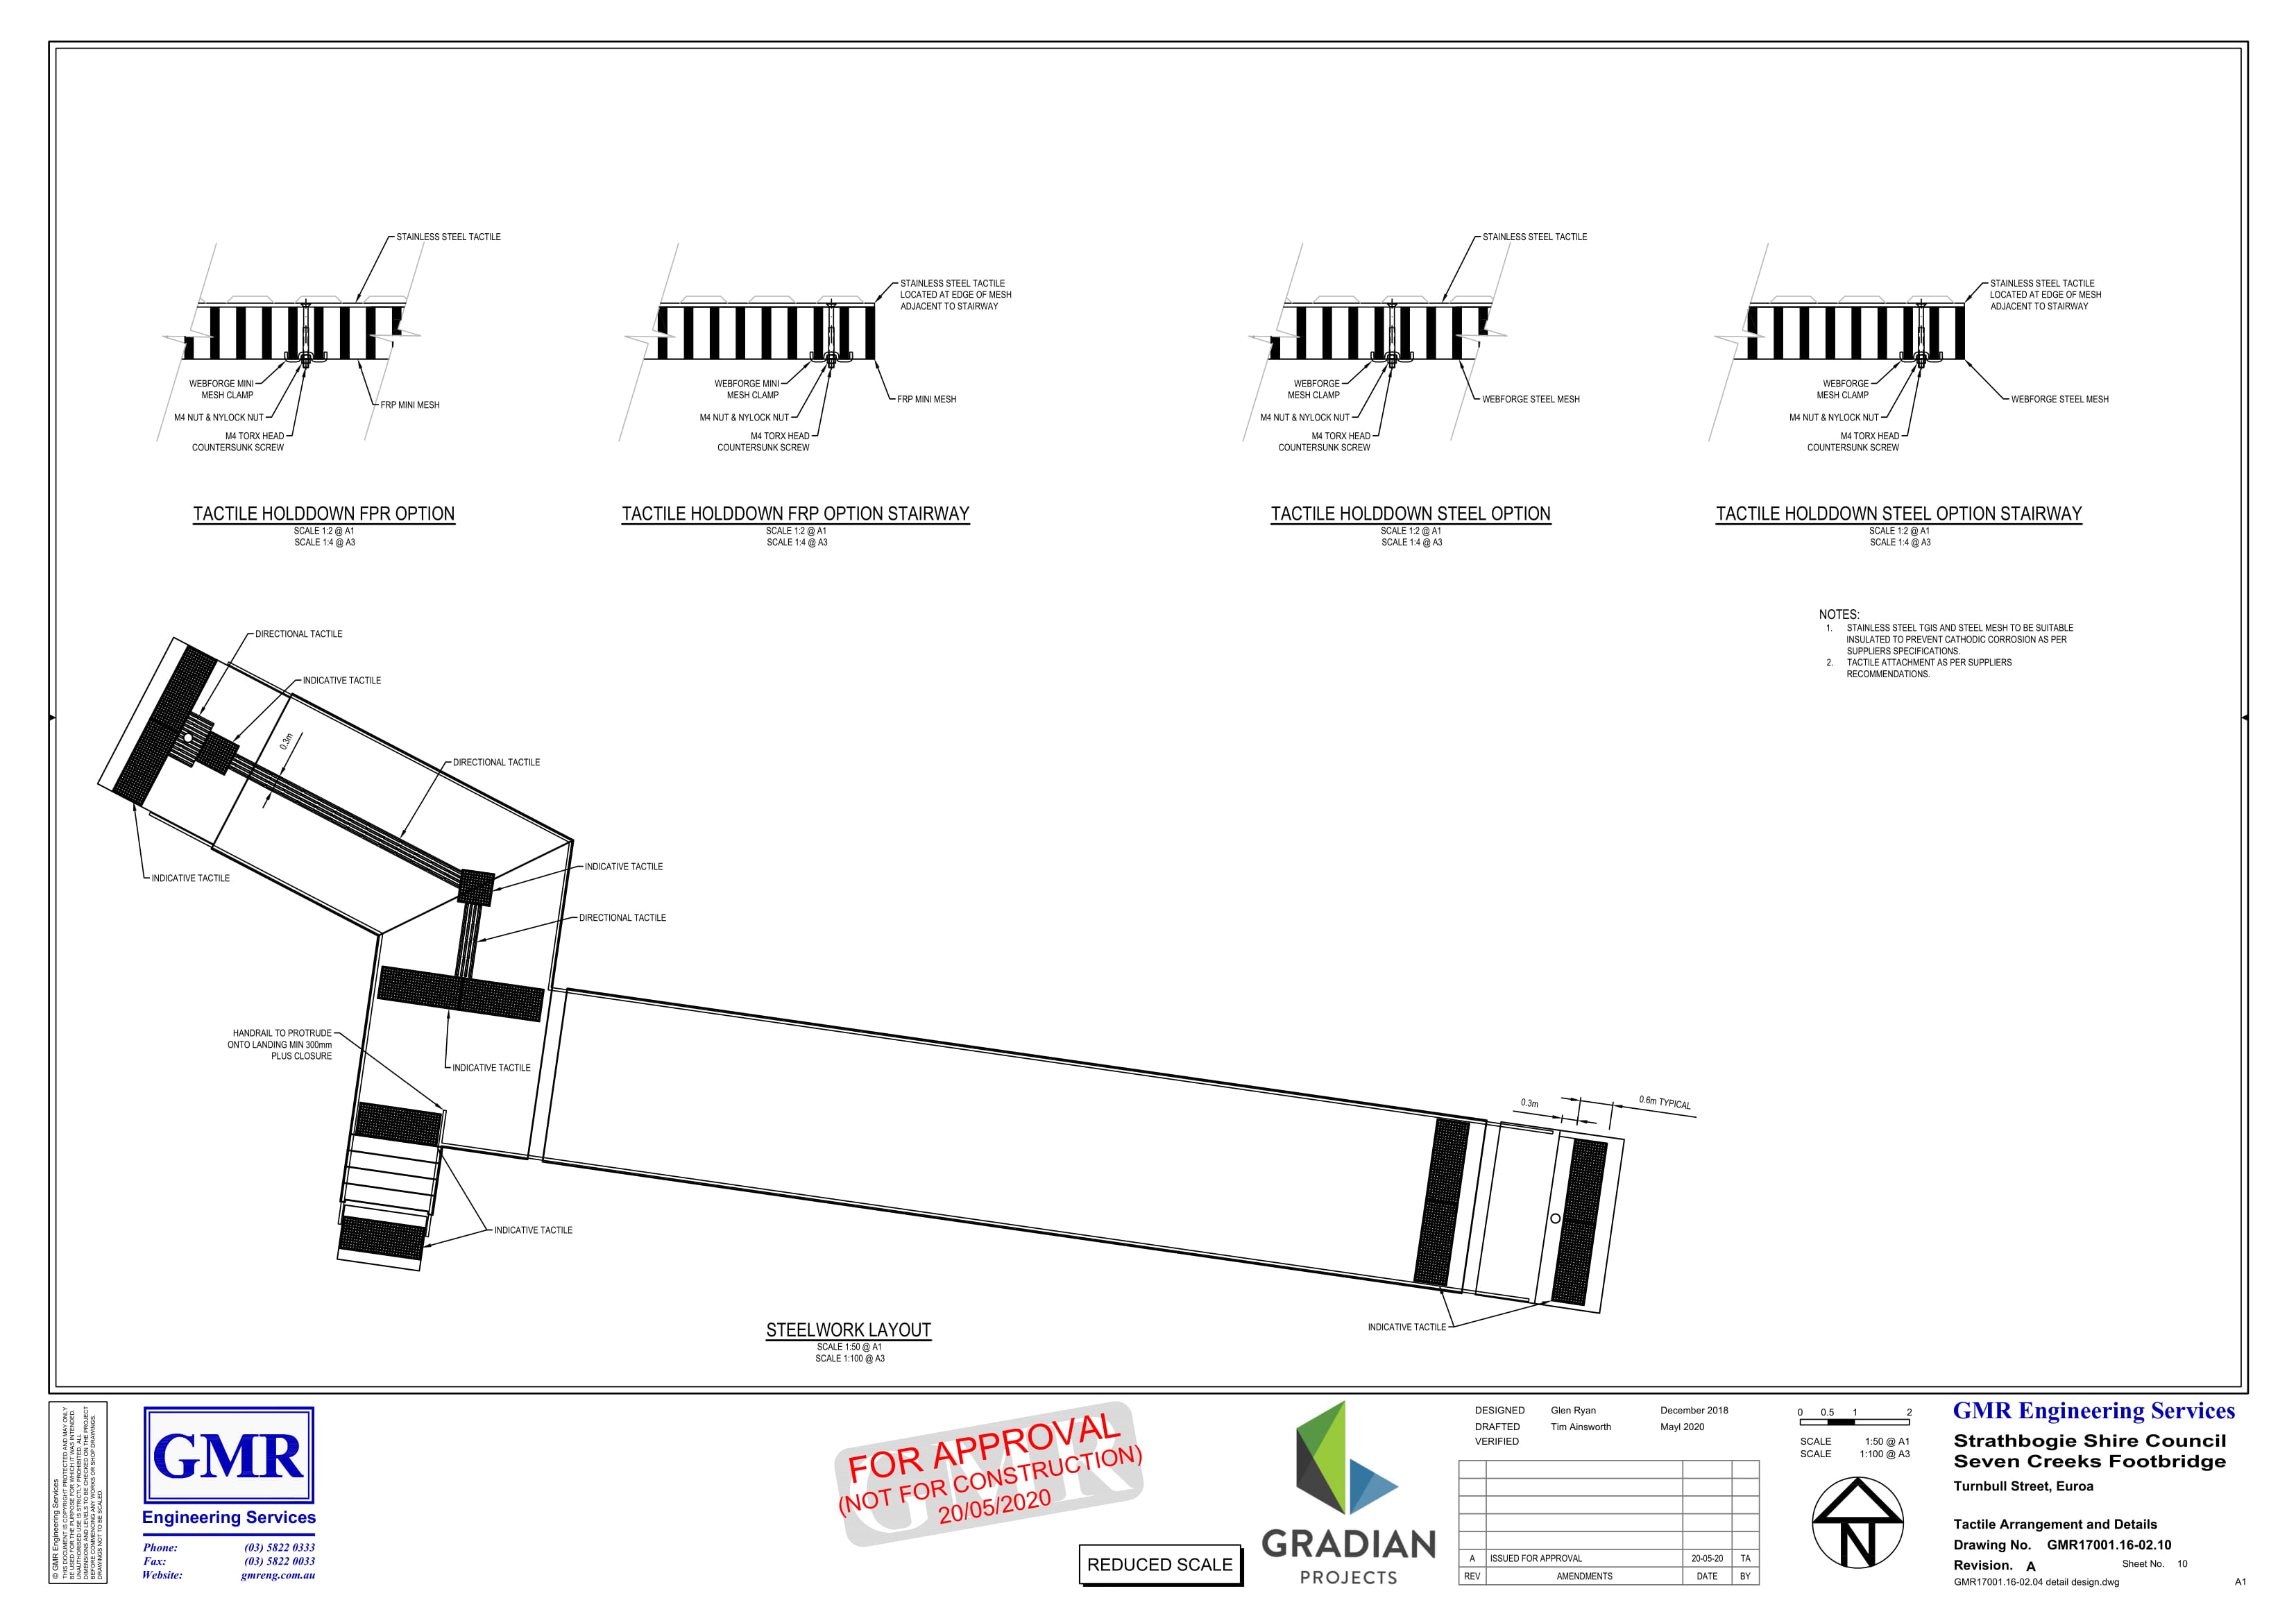 STAINLESS STEEL TACTILE
WEBFORGE MINI
MESH CLAMP
M4 NUT & NYLOCK NUT
M4 TORX HEAD
COUNTERSUNK SCREW
FRP MINI MESH
TACTILE HOLDDOWN FPR OPTION
SCALE 1:2 @ A1
SCALE 1:4 @ A3
STAINLESS STEEL TACTILE
LOCATED AT EDGE OF MESH
ADJACENT TO STAIRWAY
WEBFORGE MINI
MESH CLAMP
M4 NUT & NYLOCK NUT
M4 TORX HEAD
COUNTERSUNK SCREW
FRP MINI MESH
TACTILE HOLDDOWN FRP OPTION STAIRWAY
SCALE 1:2 @ A1
SCALE 1:4 @ A3
STAINLESS STEEL TACTILE
WEBFORGE
MESH CLAMP
M4 NUT & NYLOCK NUT
M4 TORX HEAD
COUNTERSUNK SCREW
WEBFORGE STEEL MESH
TACTILE HOLDDOWN STEEL OPTION
SCALE 1:2 @ A1
SCALE 1:4 @ A3
STAINLESS STEEL TACTILE
LOCATED AT EDGE OF MESH
ADJACENT TO STAIRWAY
WEBFORGE
MESH CLAMP
M4 NUT & NYLOCK NUT
M4 TORX HEAD
COUNTERSUNK SCREW
WEBFORGE STEEL MESH
TACTILE HOLDDOWN STEEL OPTION STAIRWAY
SCALE 1:2 @ A1
SCALE 1:4 @ A3
NOTES:
1. STAINLESS STEEL TGIS AND STEEL MESH TO BE SUITABLE
INSULATED TO PREVENT CATHODIC CORROSION AS PER
SUPPLIERS SPECIFICATIONS.
2. TACTILE ATTACHMENT AS PER SUPPLIERS
RECOMMENDATIONS.
DIRECTIONAL TACTILE
INDICATIVE TACTILE
0.3m
DIRECTIONAL TACTILE
INDICATIVE TACTILE
INDICATIVE TACTILE
DIRECTIONAL TACTILE
HANDRAIL TO PROTRUDE
ONTO LANDING MIN 300mm
PLUS CLOSURE
INDICATIVE TACTILE
0.3m
0.6m TYPICAL
INDICATIVE TACTILE
INDICATIVE TACTILE
STEELWORK LAYOUT
SCALE 1:50 @ A1
SCALE 1:100 @ A3
© GMR Engineering Services
THIS DOCUMENT IS COPYRIGHT PROTECTED AND MAY ONLY
BE USED FOR THE PURPOSE FOR WHICH IT WAS INTENDED.
UNAUTHORISED USE IS STRICTLY PROHIBITED. ALL
DIMENSIONS AND LEVELS TO BE CHECKED ON THE PROJECT
BEFORE COMMENCING ANY WORKS OR SHOP DRAWINGS.
DRAWINGS NOT TO BE SCALED.
GMR
Engineering Services
Phone: (03) 5822 0333
Fax: (03) 5822 0033
Website: gmreng.com.au
GMR
FOR APPROVAL
(NOT FOR CONSTRUCTION)
20/05/2020
REDUCED SCALE
GRADIAN
PROJECTS
DESIGNED Glen Ryan December 2018
DRAFTED Tim Ainsworth Mayl 2020
VERIFIED
A ISSUED FOR APPROVAL 20-05-20 TA
REV AMENDMENTS DATE BY
0 0.5 1 2
SCALE 1:50 @ A1
SCALE 1:100 @ A3
N
GMR Engineering Services
Strathbogie Shire Council
Seven Creeks Footbridge
Turnbull Street, Euroa
Tactile Arrangement and Details
Drawing No. GMR17001.16-02.10
Revision. A Sheet No. 10
GMR17001.16-02.04 detail design.dwg A1